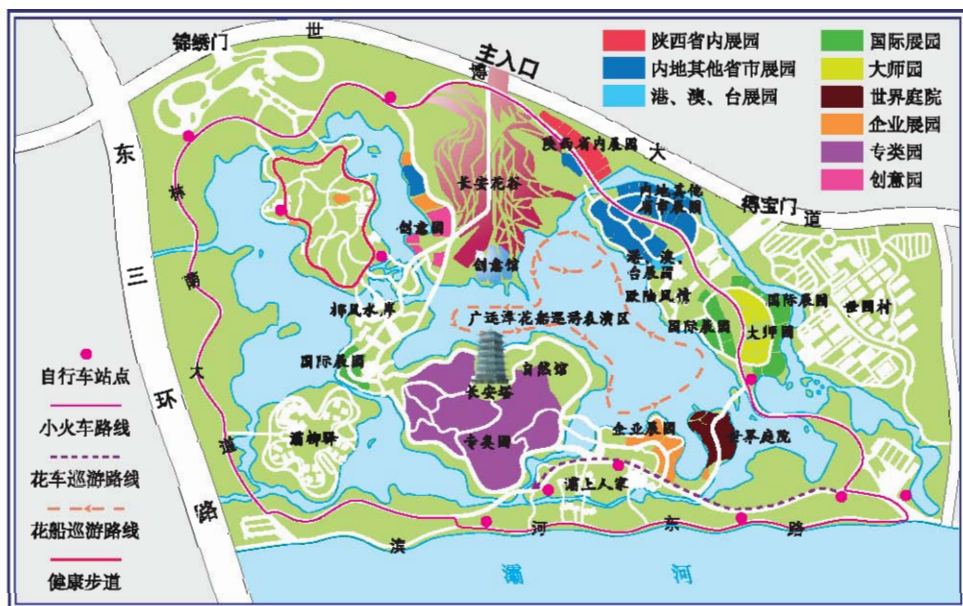 锦绣门
世
博
大
道
主入口
陕西省内展园
内地其他省市展园
港、澳、台展园
国际展园
大师园
世界庭院
企业展园
专类园
创意园
东
三
环
路
林
南
大
道
陕西省内展园
长安花谷
内地其他
省市展园
得宝门
创意园
创意馆
港、澳、
台展园
欧陆风情
国际展园
国际展园
大师园
世园村
椰风水岸
广运潭花船巡游表演区
国际展园
自然馆
长安塔
专类园
灞柳驿
企业展园
世界庭院
灞上人家
滨
河
东
路
灞
河
自行车站点
小火车路线
花车巡游路线
花船巡游路线
健康步道